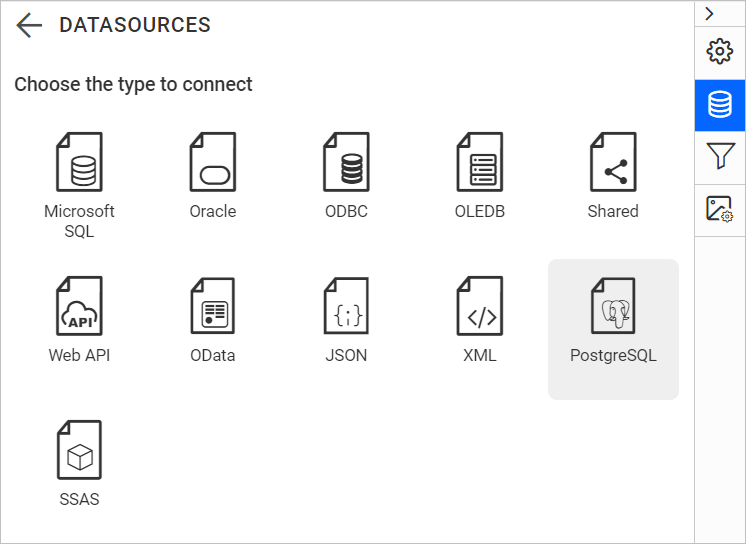 DATASOURCES
Choose the type to connect
Microsoft
SQL
Oracle
ODBC
OLEDB
Shared
API
Web API
OData
{;}
JSON
</>
XML
PostgreSQL
SSAS